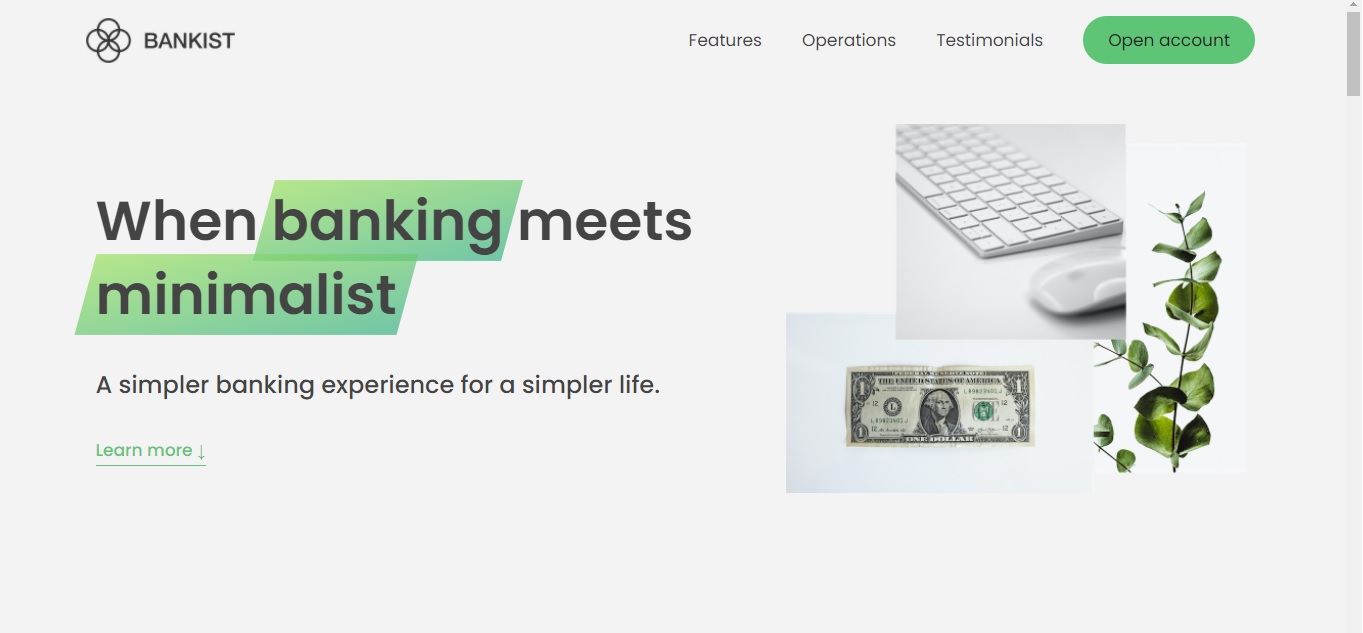 BANKIST
Features
Operations
Testimonials
Open account
When banking meets
minimalist
A simpler banking experience for a simpler life.
Learn more ↓
THE UNITED STATES OF AMERICA
ONE DOLLAR